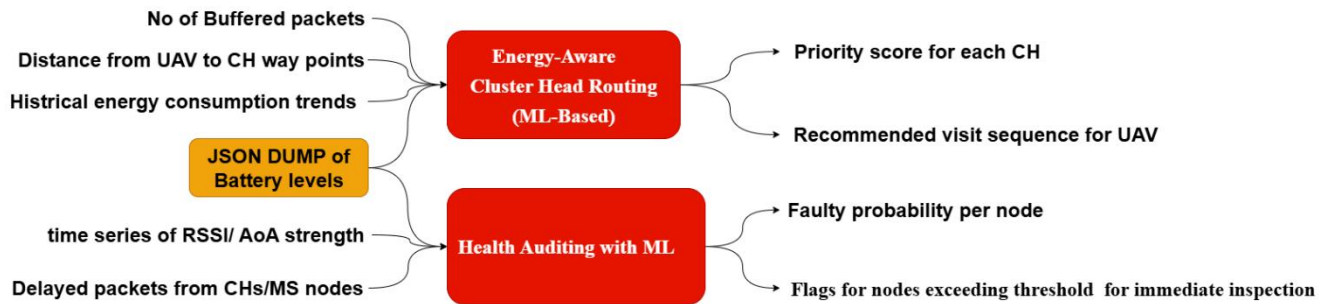 No of Buffered packets
Distance from UAV to CH way points
Histrical energy consumption trends
JSON DUMP of
Battery levels
time series of RSSI/ AoA strength
Delayed packets from CHs/MS nodes
Energy-Aware
Cluster Head Routing
(ML-Based)
Health Auditing with ML
Priority score for each CH
Recommended visit sequence for UAV
Faulty probability per node
Flags for nodes exceeding threshold for immediate inspection